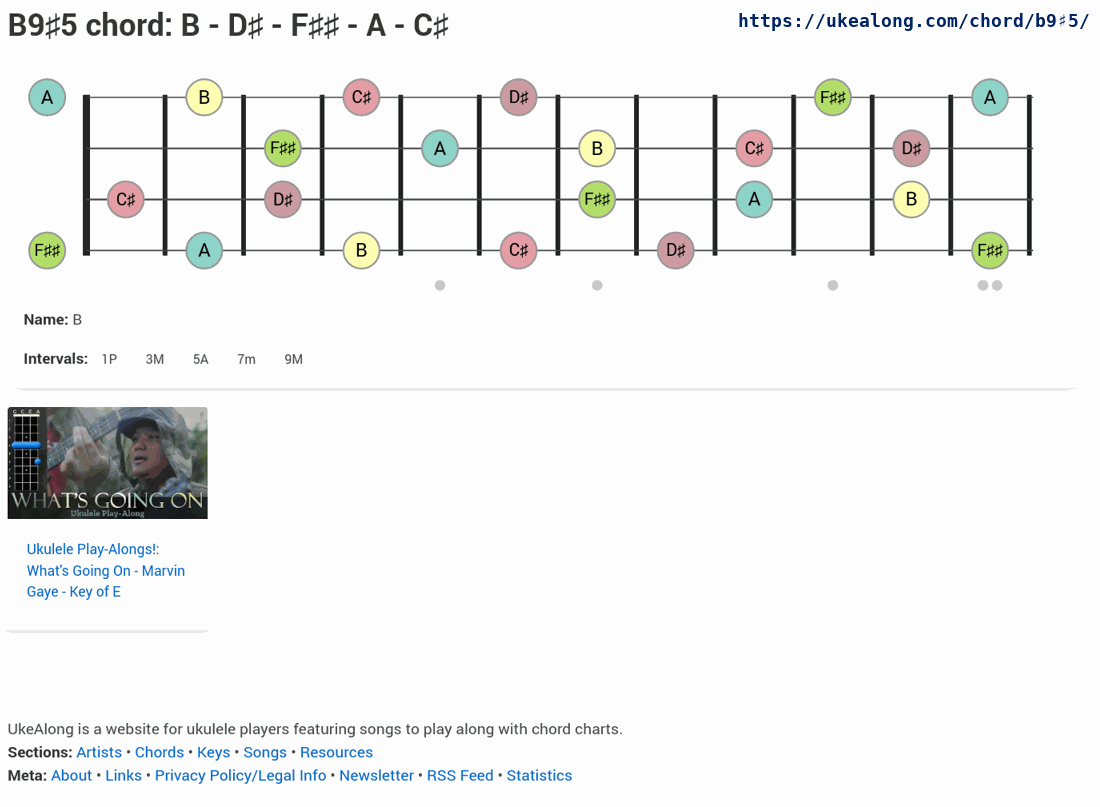 B9♯5 chord: B - D♯ - F♯♯ - A - C♯
https://ukealong.com/chord/b9♯5/
A B C♯ D♯ F♯♯ A
F♯♯ A B C♯ D♯
C♯ D♯ F♯♯ A B
F♯♯ A B C♯ D♯ F♯♯
Name: B
Intervals: 1P 3M 5A 7m 9M
G C E A
WHAT'S GOING ON
Ukulele Play-Along
Ukulele Play-Alongs!:
What's Going On - Marvin
Gaye - Key of E
UkeAlong is a website for ukulele players featuring songs to play along with chord charts.
Sections: Artists • Chords • Keys • Songs • Resources
Meta: About • Links • Privacy Policy/Legal Info • Newsletter • RSS Feed • Statistics